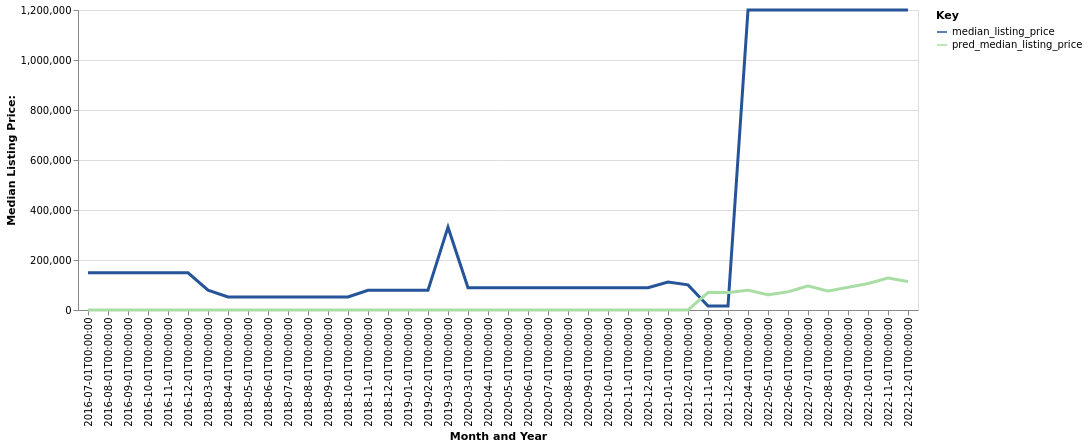 1,200,000
1,000,000
800,000
600,000
400,000
200,000
0
Median Listing Price:
2016-07-01T00:00:00
2016-08-01T00:00:00
2016-09-01T00:00:00
2016-10-01T00:00:00
2016-11-01T00:00:00
2016-12-01T00:00:00
2018-03-01T00:00:00
2018-04-01T00:00:00
2018-05-01T00:00:00
2018-06-01T00:00:00
2018-07-01T00:00:00
2018-08-01T00:00:00
2018-09-01T00:00:00
2018-10-01T00:00:00
2018-11-01T00:00:00
2018-12-01T00:00:00
2019-01-01T00:00:00
2019-02-01T00:00:00
2019-03-01T00:00:00
2020-03-01T00:00:00
2020-04-01T00:00:00
2020-05-01T00:00:00
2020-06-01T00:00:00
2020-07-01T00:00:00
2020-08-01T00:00:00
2020-09-01T00:00:00
2020-10-01T00:00:00
2020-11-01T00:00:00
2020-12-01T00:00:00
2021-01-01T00:00:00
2021-02-01T00:00:00
2021-11-01T00:00:00
2021-12-01T00:00:00
2022-04-01T00:00:00
2022-05-01T00:00:00
2022-06-01T00:00:00
2022-07-01T00:00:00
2022-08-01T00:00:00
2022-09-01T00:00:00
2022-10-01T00:00:00
2022-11-01T00:00:00
2022-12-01T00:00:00
Month and Year
Key
median_listing_price
pred_median_listing_price